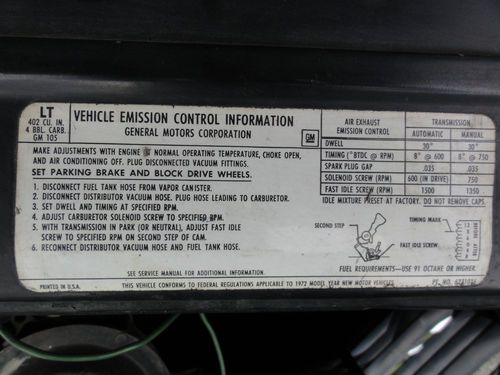 LT
402 CU. IN.
4 BBL. CARB.
GM 105
VEHICLE EMISSION CONTROL INFORMATION
GENERAL MOTORS CORPORATION
GM
MAKE ADJUSTMENTS WITH ENGINE NORMAL OPERATING TEMPERATURE, CHOKE OPEN,
AND AIR CONDITIONING OFF. PLUG DISCONNECTED VACUUM FITTINGS.
SET PARKING BRAKE AND BLOCK DRIVE WHEELS.
1. DISCONNECT FUEL TANK HOSE FROM VAPOR CANISTER.
2. DISCONNECT DISTRIBUTOR VACUUM HOSE. PLUG HOSE LEADING TO CARBURETOR.
3. SET DWELL AND TIMING AT SPECIFIED RPM.
4. ADJUST CARBURETOR SOLENOID SCREW TO SPECIFIED RPM.
5. WITH TRANSMISSION IN PARK (OR NEUTRAL), ADJUST FAST IDLE
SCREW TO SPECIFIED RPM ON SECOND STEP OF CAM.
6. RECONNECT DISTRIBUTOR VACUUM HOSE AND FUEL TANK HOSE.
SEE SERVICE MANUAL FOR ADDITIONAL INFORMATION.
AIR EXHAUST
EMISSION CONTROL
TRANSMISSION
AUTOMATIC MANUAL
DWELL 30° 30°
TIMING (°BTDC @ RPM) 8° @ 600 8° @ 750
SPARK PLUG GAP .035 .035
SOLENOID SCREW (RPM) 600 (IN DRIVE) 750
FAST IDLE SCREW (RPM) 1500 1350
IDLE MIXTURE PRESET AT FACTORY. DO NOT REMOVE CAPS.
TIMING MARK
SECOND STEP
FAST IDLE SCREW
FUEL REQUIREMENTS—USE 91 OCTANE OR HIGHER.
PRINTED IN U.S.A.
THIS VEHICLE CONFORMS TO FEDERAL REGULATIONS APPLICABLE TO 1972 MODEL YEAR NEW MOTOR VEHICLES.
PT. NO.